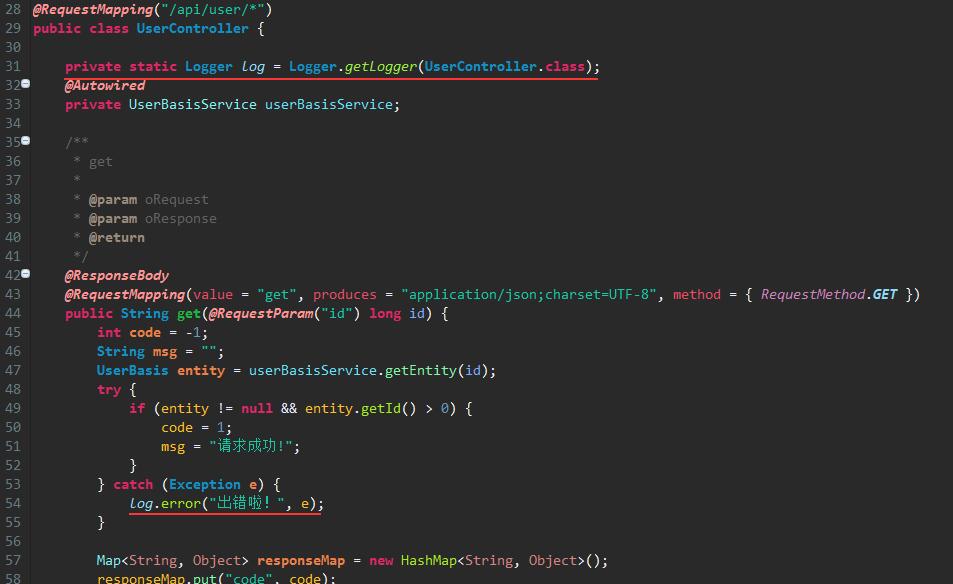 28 @RequestMapping("/api/user/*")
29 public class UserController {
30
31     private static Logger log = Logger.getLogger(UserController.class);
32     @Autowired
33     private UserBasisService userBasisService;
34
35     /**
36      * get
37      *
38      * @param oRequest
39      * @param oResponse
40      * @return
41      */
42     @ResponseBody
43     @RequestMapping(value = "get", produces = "application/json;charset=UTF-8", method = { RequestMethod.GET })
44     public String get(@RequestParam("id") long id) {
45         int code = -1;
46         String msg = "";
47         UserBasis entity = userBasisService.getEntity(id);
48         try {
49             if (entity != null && entity.getId() > 0) {
50                 code = 1;
51                 msg = "请求成功!";
52             }
53         } catch (Exception e) {
54             log.error("出错啦！", e);
55         }
56
57         Map<String, Object> responseMap = new HashMap<String, Object>();
58         responseMap.put("code", code);